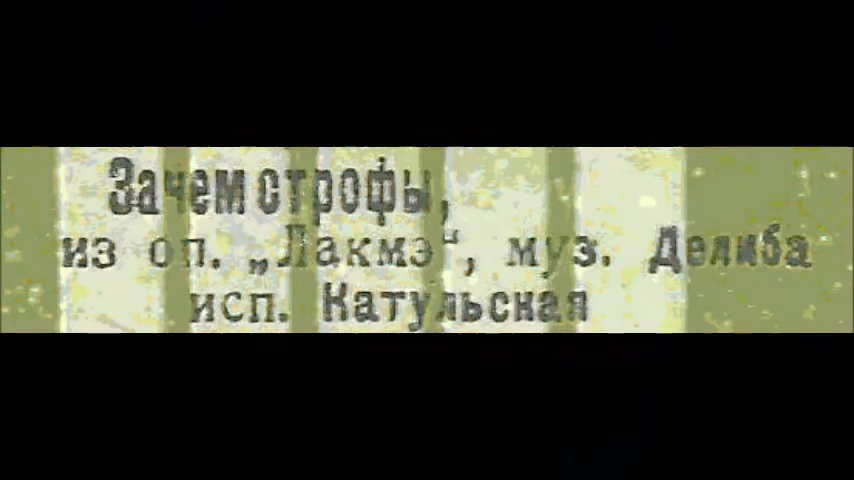 Зачем строфы,
из оп. „Лакмэ“, муз. Делиба
исп. Катульская